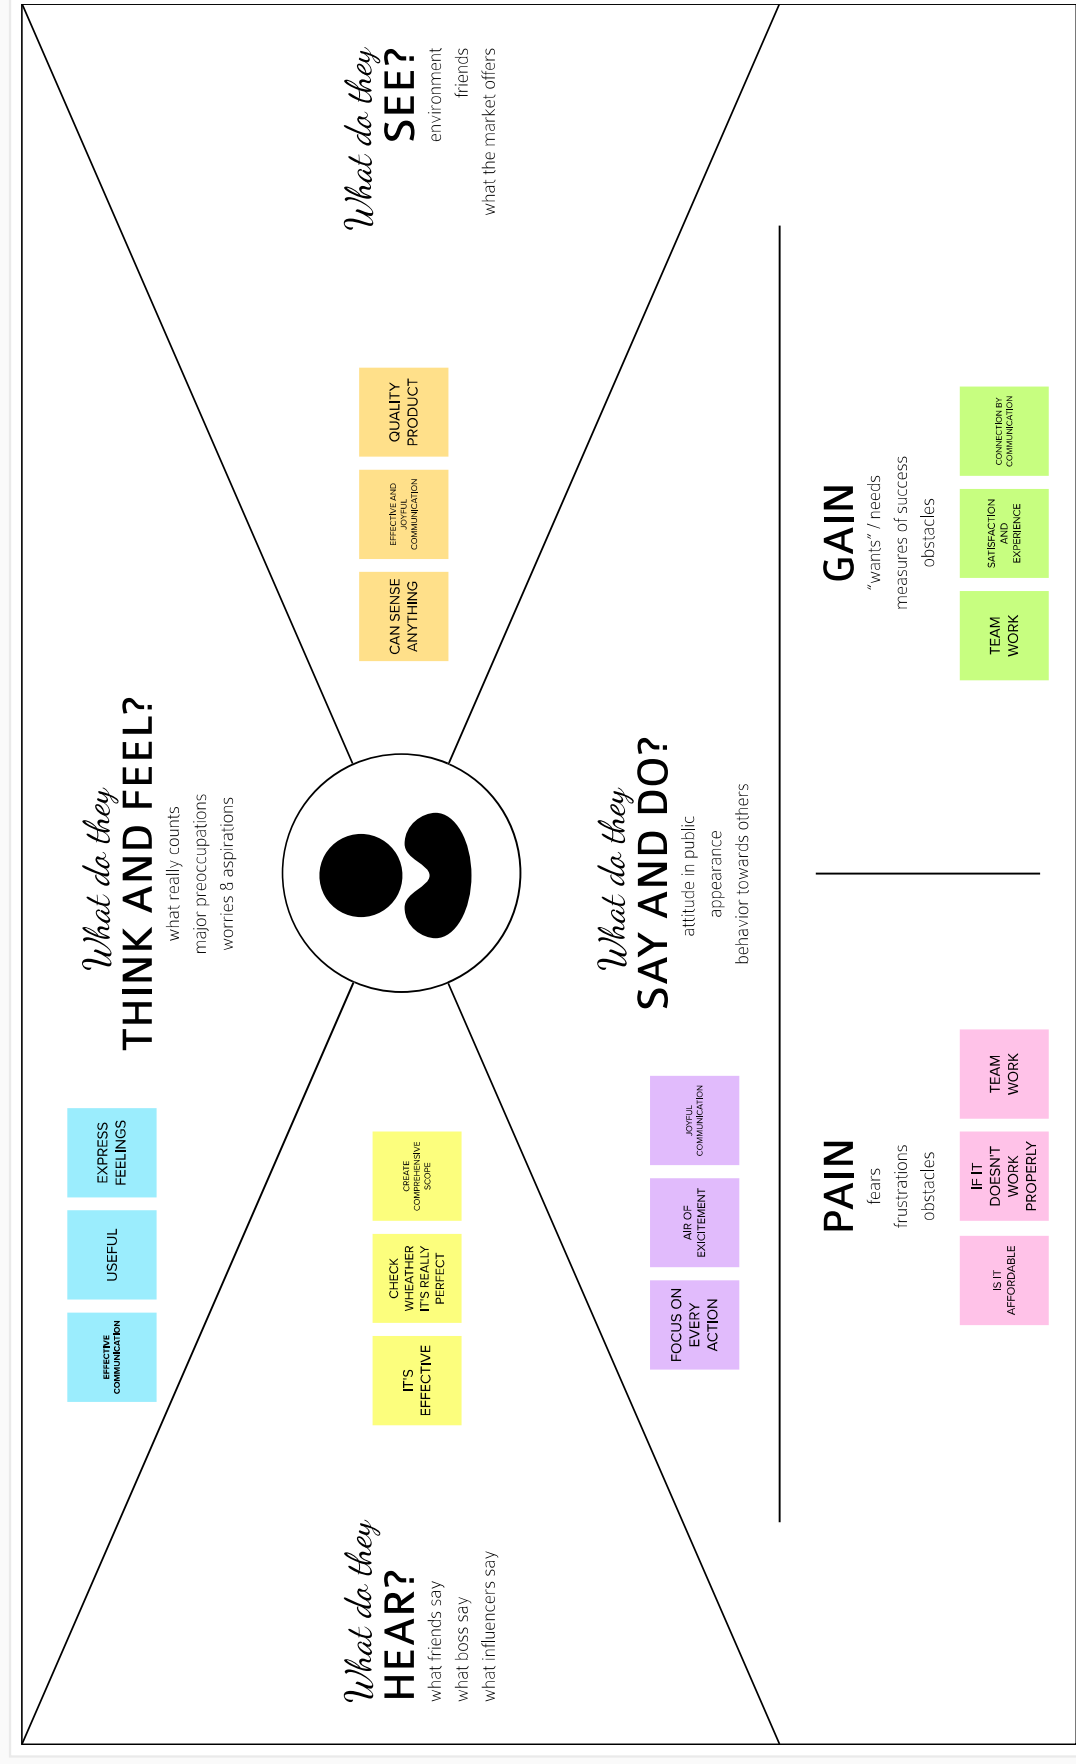 What do they
THINK AND FEEL?
what really counts
major preoccupations
worries & aspirations
EFFECTIVE
COMMUNICATION
USEFUL
EXPRESS
FEELINGS
What do they
HEAR?
what friends say
what boss say
what influencers say
IT'S
EFFECTIVE
CHECK
WHEATHER
IT'S REALLY
PERFECT
CREATE
COMPREHENSIVE
SCOPE
CAN SENSE
ANYTHING
EFFECTIVE AND
JOYFUL
COMMUNICATION
QUALITY
PRODUCT
What do they
SEE?
environment
friends
what the market offers
What do they
SAY AND DO?
attitude in public
appearance
behavior towards others
FOCUS ON
EVERY
ACTION
AIR OF
EXICITEMENT
JOYFUL
COMMUNICATION
PAIN
fears
frustrations
obstacles
IS IT
AFFORDABLE
IF IT
DOESN'T
WORK
PROPERLY
TEAM
WORK
GAIN
"wants" / needs
measures of success
obstacles
TEAM
WORK
SATISFACTION
AND
EXPERIENCE
CONNECTION BY
COMMUNICATION